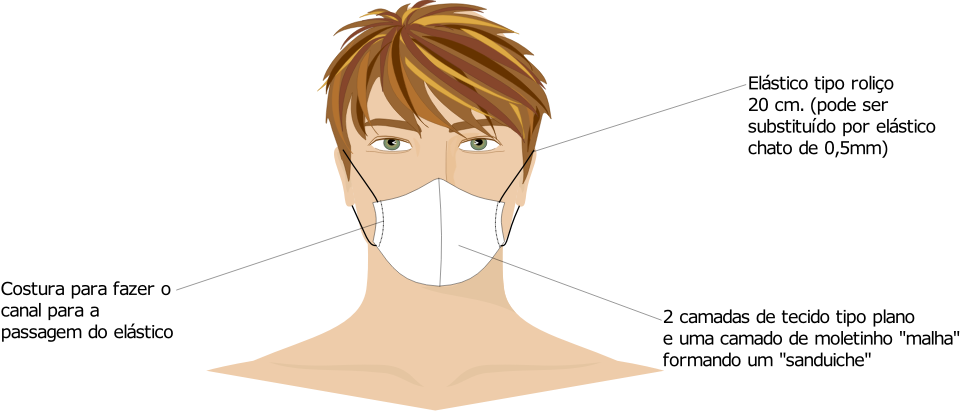 Elástico tipo roliço
20 cm. (pode ser
substituído por elástico
chato de 0,5mm)
Costura para fazer o
canal para a
passagem do elástico
2 camadas de tecido tipo plano
e uma camado de moletinho "malha"
formando um "sanduiche"